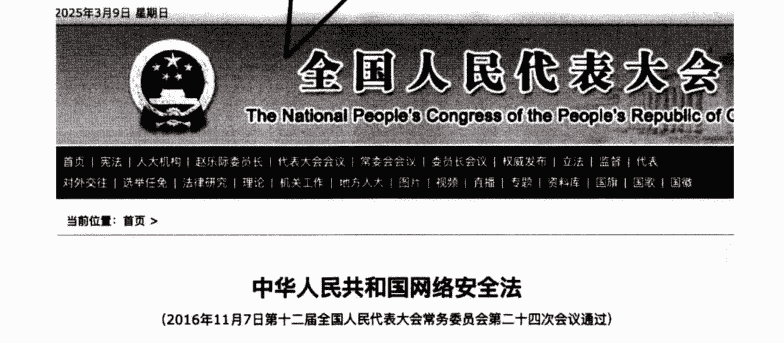 2025年3月9日 星期日
全国人民代表大会
The National People's Congress of the People's Republic of C
首页 | 宪法 | 人大机构 | 赵乐际委员长 | 代表大会会议 | 常委会会议 | 委员长会议 | 权威发布 | 立法 | 监督 | 代表
对外交往 | 选举任免 | 法律研究 | 理论 | 机关工作 | 地方人大 | 图片 | 视频 | 直播 | 专题 | 资料库 | 国旗 | 国歌 | 国徽
当前位置：首页 >
中华人民共和国网络安全法
（2016年11月7日第十二届全国人民代表大会常务委员会第二十四次会议通过）